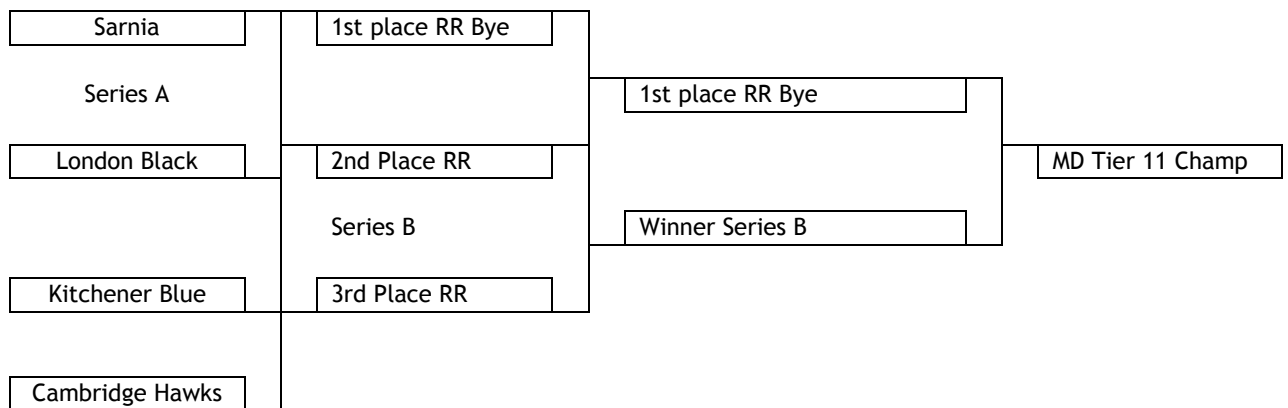 Sarnia
1st place RR Bye
Series A
1st place RR Bye
London Black
2nd Place RR
MD Tier 11 Champ
Series B
Winner Series B
Kitchener Blue
3rd Place RR
Cambridge Hawks